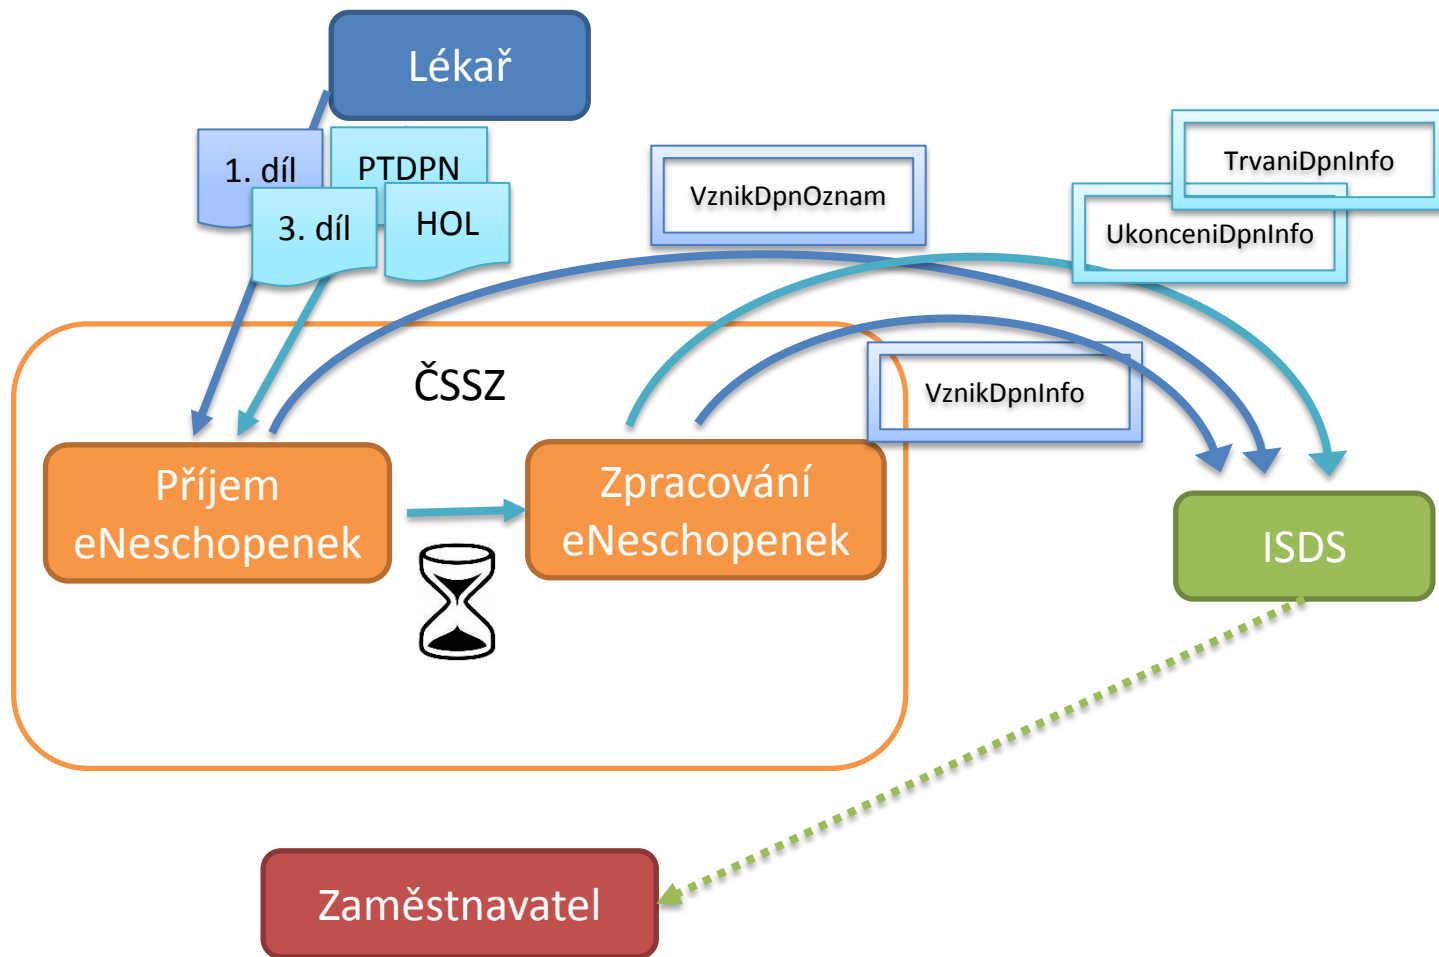 Lékař
1. díl
PTDPN
3. díl
HOL
VznikDpnOznam
TrvaniDpnInfo
UkonceniDpnInfo
ČSSZ
VznikDpnInfo
Příjem
eNeschopenek
Zpracování
eNeschopenek
ISDS
Zaměstnavatel